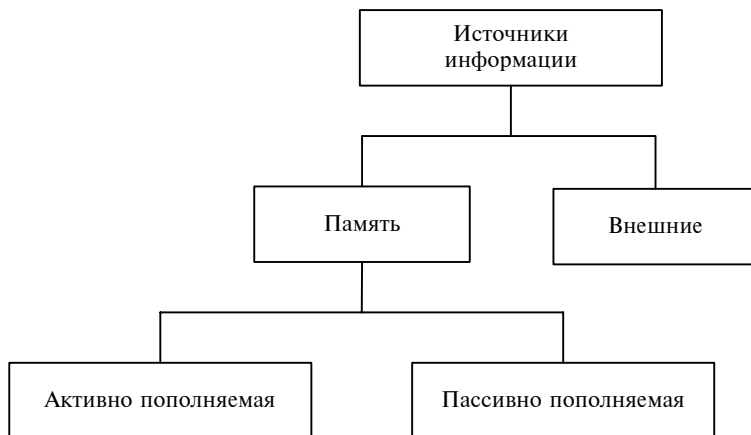 Источники
информации
Память
Внешние
Активно пополняемая
Пассивно пополняемая